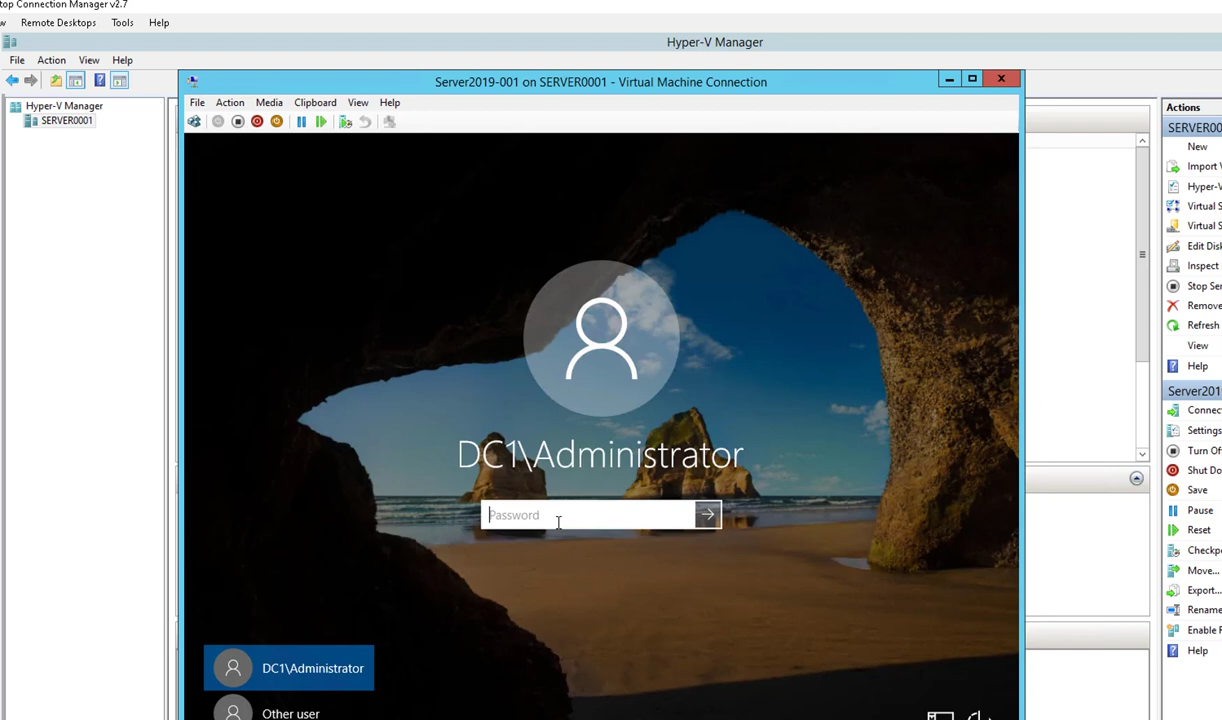 top Connection Manager v2.7
w Remote Desktops Tools Help
Hyper-V Manager
File Action View Help
Hyper-V Manager
SERVER0001
Server2019-001 on SERVER0001 - Virtual Machine Connection
File Action Media Clipboard View Help
DC1\Administrator
Password
DC1\Administrator
Other user
Actions
SERVER00
New
Import V
Hyper-V
Virtual S
Virtual S
Edit Disk
Inspect
Stop Ser
Remove
Refresh
View
Help
Server201
Connec
Settings
Turn Off
Shut Do
Save
Pause
Reset
Checkpo
Move...
Export...
Rename
Enable R
Help